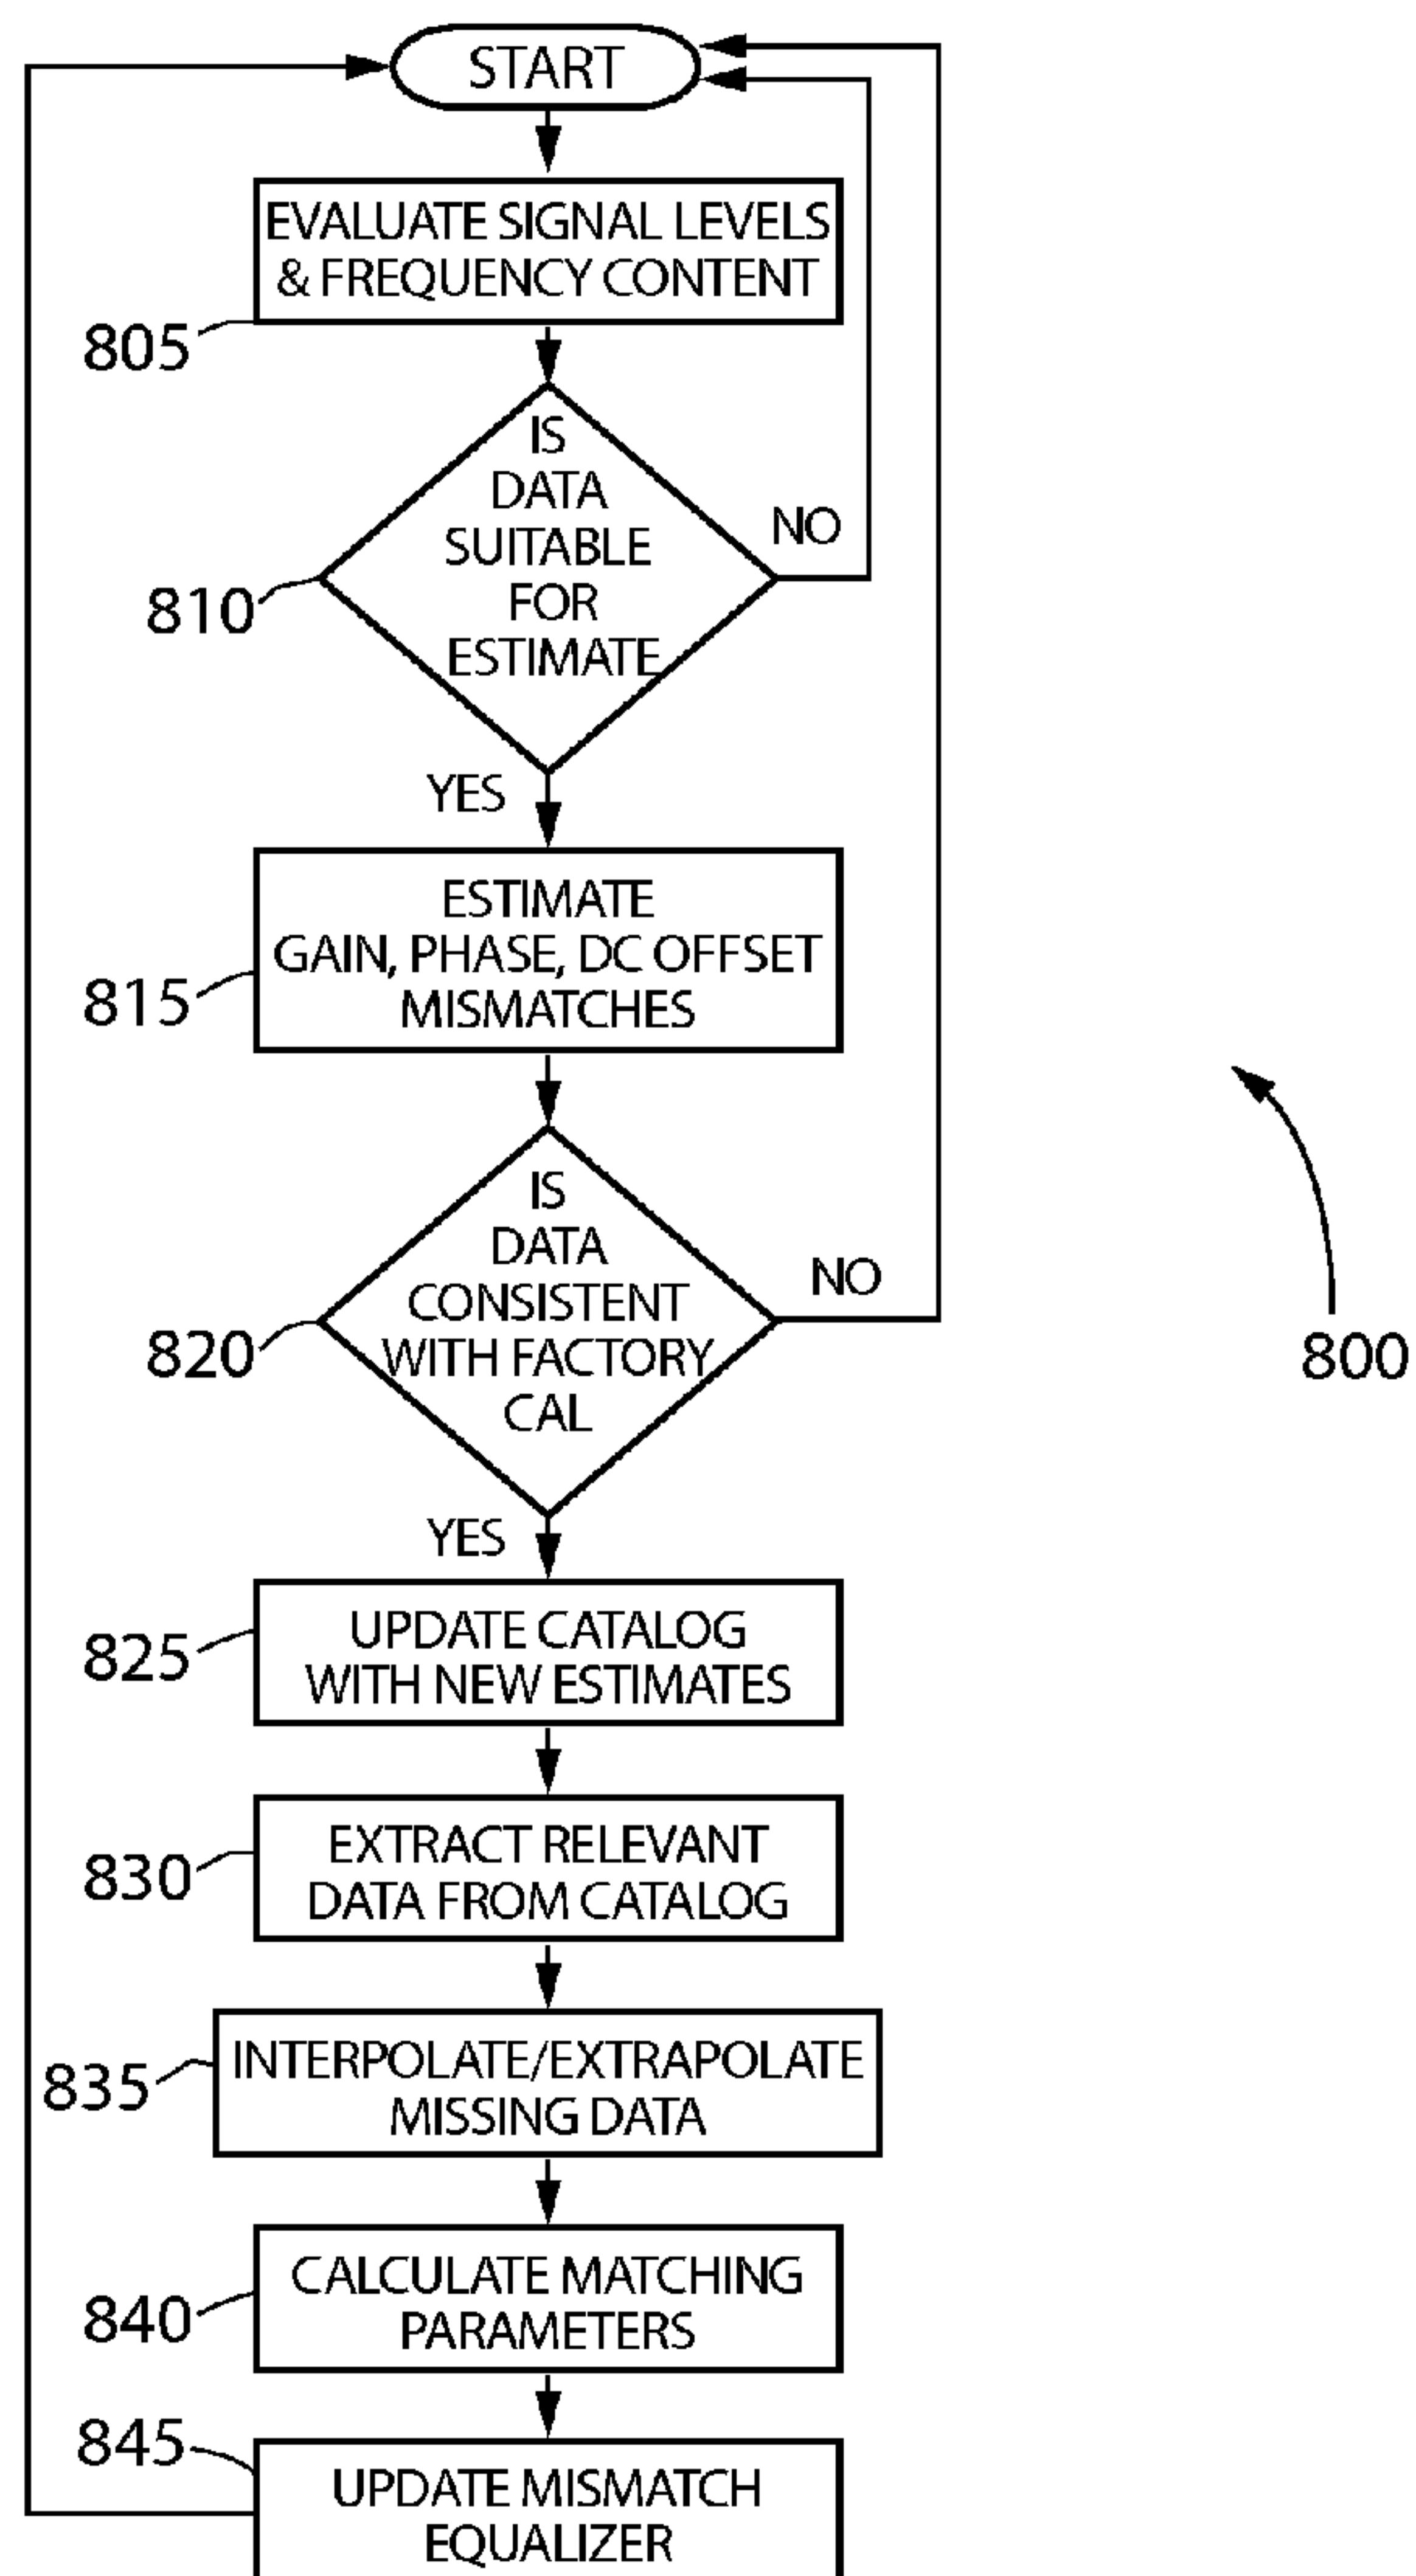 START
EVALUATE SIGNAL LEVELS
& FREQUENCY CONTENT
805
IS
DATA
SUITABLE
FOR
ESTIMATE
NO
810
YES
ESTIMATE
GAIN, PHASE, DC OFFSET
MISMATCHES
815
IS
DATA
CONSISTENT
WITH FACTORY
CAL
NO
820
800
YES
UPDATE CATALOG
WITH NEW ESTIMATES
825
EXTRACT RELEVANT
DATA FROM CATALOG
830
INTERPOLATE/EXTRAPOLATE
MISSING DATA
835
CALCULATE MATCHING
PARAMETERS
840
845
UPDATE MISMATCH
EQUALIZER